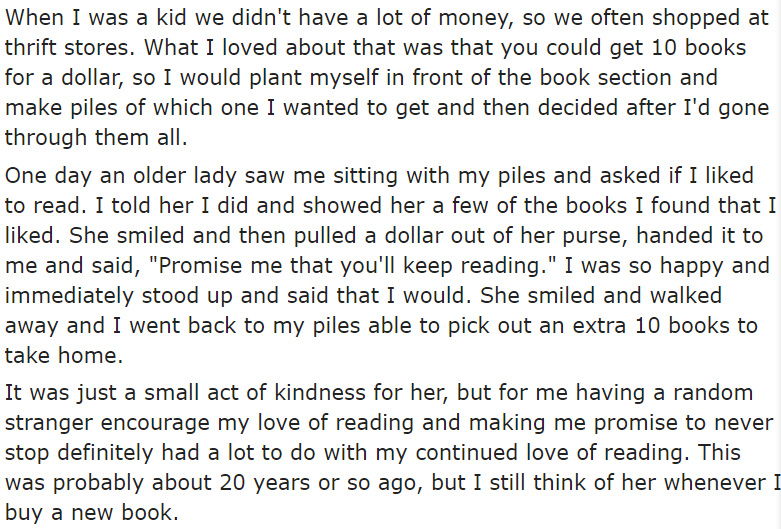 When I was a kid we didn't have a lot of money, so we often shopped at
thrift stores. What I loved about that was that you could get 10 books
for a dollar, so I would plant myself in front of the book section and
make piles of which one I wanted to get and then decided after I'd gone
through them all.
One day an older lady saw me sitting with my piles and asked if I liked
to read. I told her I did and showed her a few of the books I found that I
liked. She smiled and then pulled a dollar out of her purse, handed it to
me and said, "Promise me that you'll keep reading." I was so happy and
immediately stood up and said that I would. She smiled and walked
away and I went back to my piles able to pick out an extra 10 books to
take home.
It was just a small act of kindness for her, but for me having a random
stranger encourage my love of reading and making me promise to never
stop definitely had a lot to do with my continued love of reading. This
was probably about 20 years or so ago, but I still think of her whenever I
buy a new book.